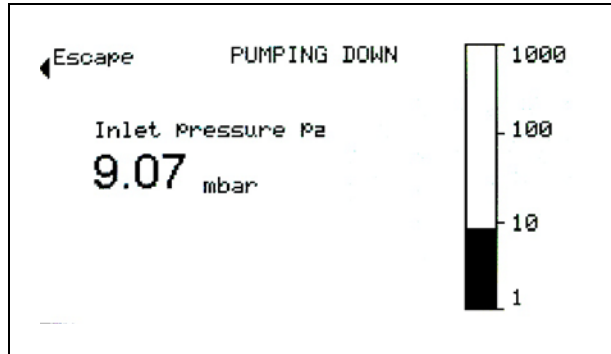 Escape
PUMPING DOWN
Inlet Pressure P2
9.07 mbar
1000
100
10
1